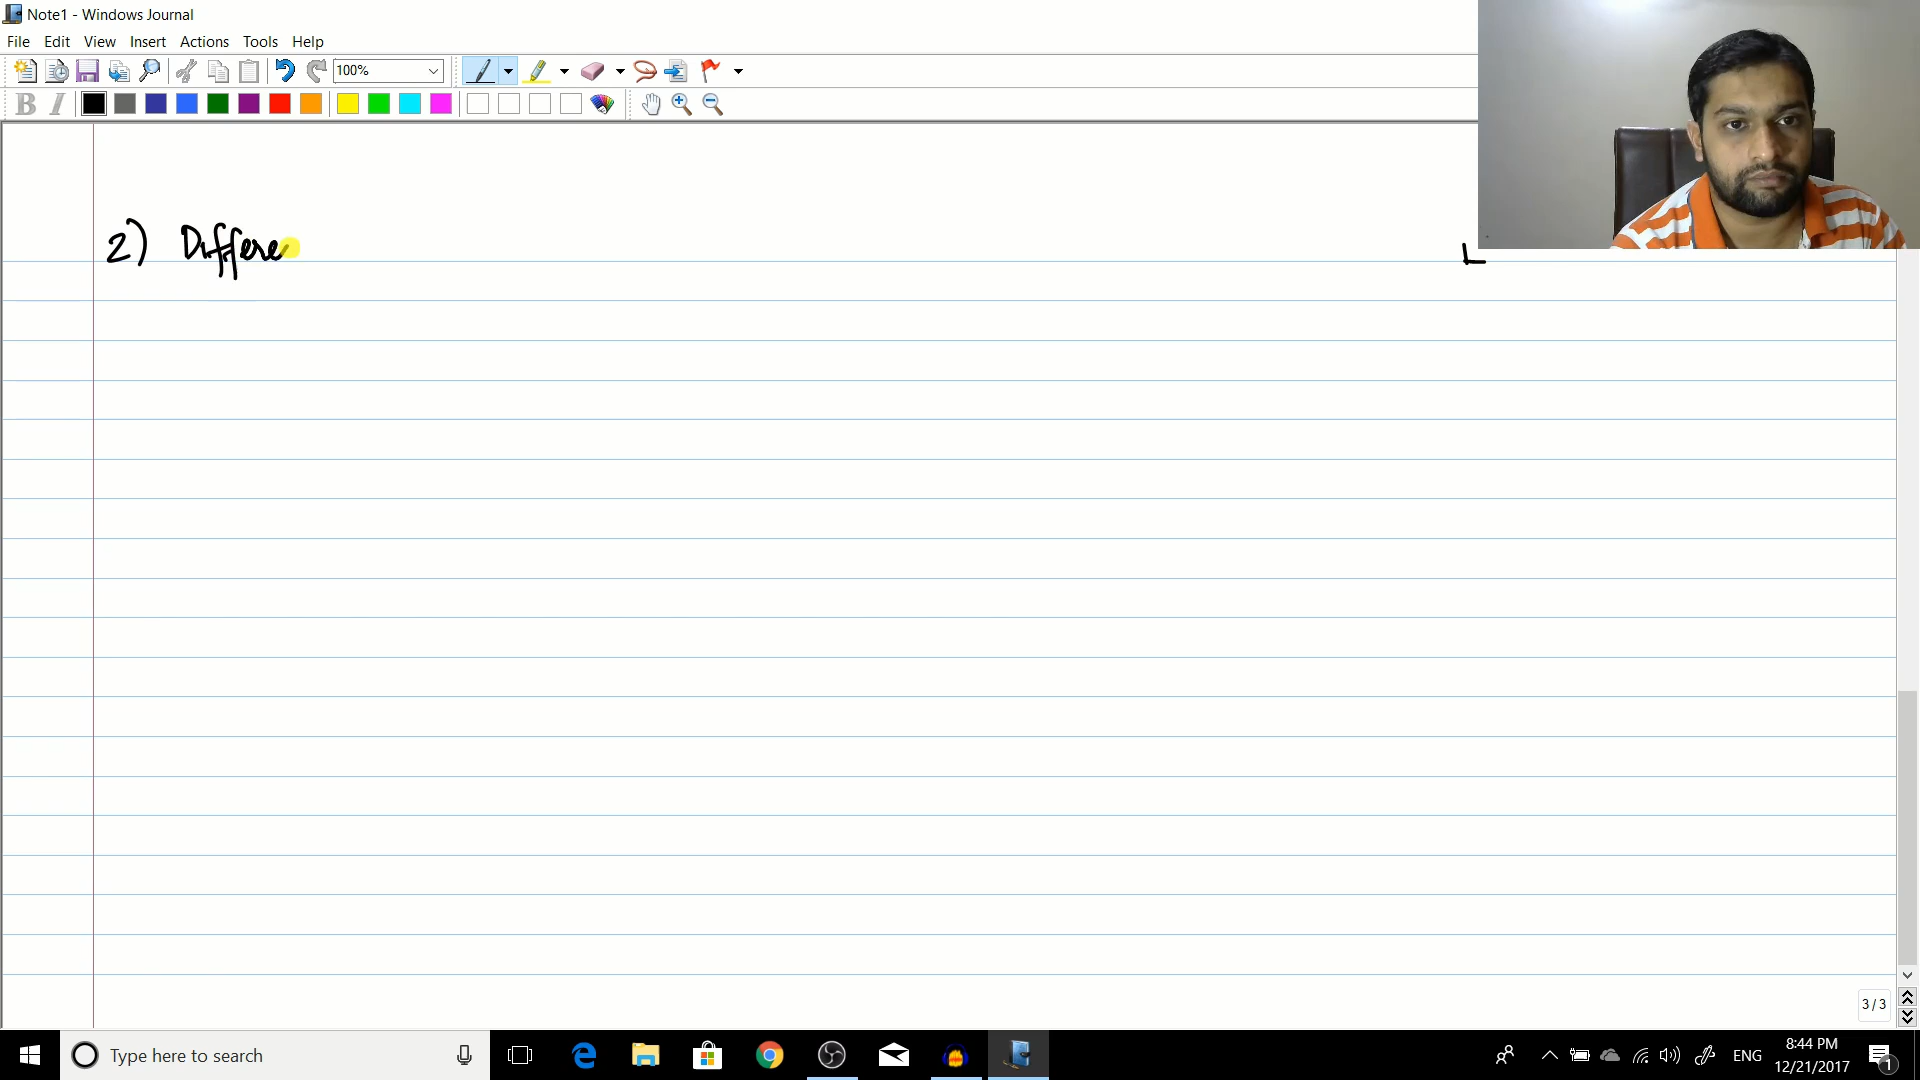 Note1 - Windows Journal
File Edit View Insert Actions Tools Help
100%
B I
2) Differe
L
3 / 3
Type here to search
ENG
8:44 PM
12/21/2017
1